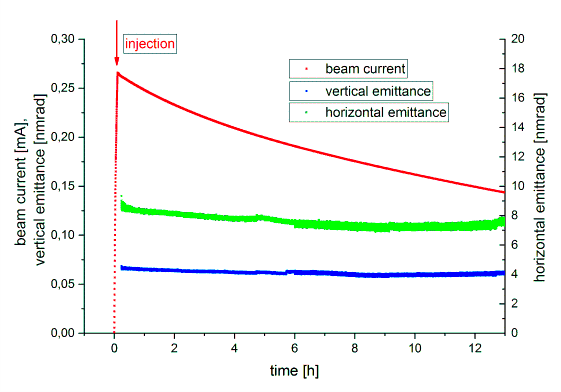 injection
beam current
vertical emittance
horizontal emittance
beam current [mA],
vertical emittance [nmrad]
0,30
0,25
0,20
0,15
0,10
0,05
0,00
20
18
16
14
12
10
8
6
4
2
0
horizontal emittance [nmrad]
0 2 4 6 8 10 12
time [h]